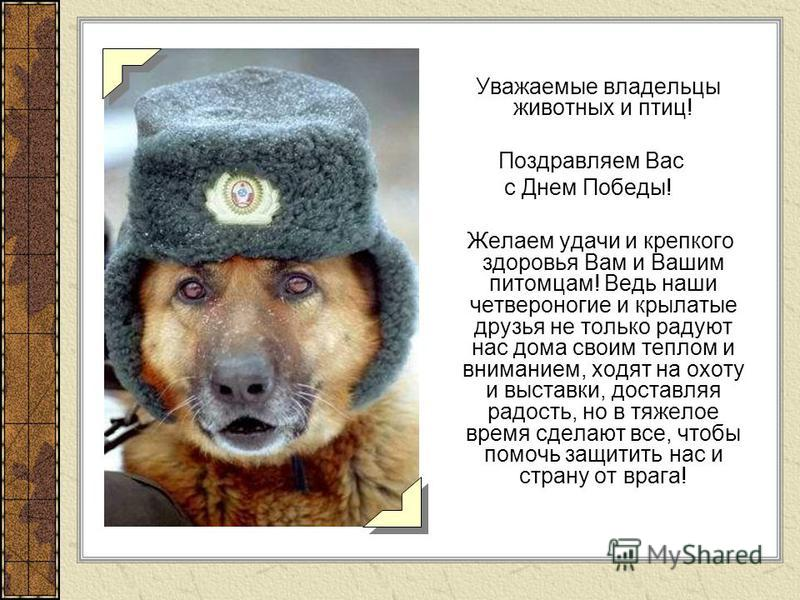 Уважаемые владельцы
животных и птиц!
Поздравляем Вас
с Днем Победы!
Желаем удачи и крепкого
здоровья Вам и Вашим
питомцам! Ведь наши
четвероногие и крылатые
друзья не только радуют
нас дома своим теплом и
вниманием, ходят на охоту
и выставки, доставляя
радость, но в тяжелое
время сделают все, чтобы
помочь защитить нас и
страну от врага!
MyShared